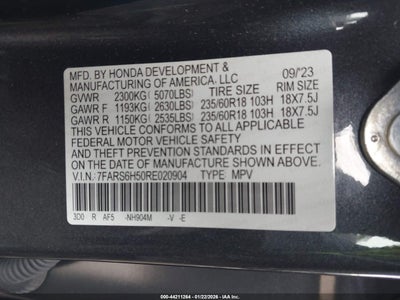 MFD. BY HONDA DEVELOPMENT &
MANUFACTURING OF AMERICA, LLC 09/'23
GVWR 2300KG( 5070LBS) TIRE SIZE RIM SIZE
GAWR F 1193KG( 2630LBS) 235/60R18 103H 18X7.5J
GAWR R 1150KG( 2535LBS) 235/60R18 103H 18X7.5J
THIS VEHICLE CONFORMS TO ALL APPLICABLE
FEDERAL MOTOR VEHICLE SAFETY
AND THEFT PREVENTION STANDARDS IN EFFECT
ON THE DATE OF MANUFACTURE SHOWN ABOVE.
V.I.N.: 7FARS6H50RE020904 TYPE: MPV
3D0 R AF5 -NH904M -V -E
000-44211264 - 01/22/2026 - IAA Inc.